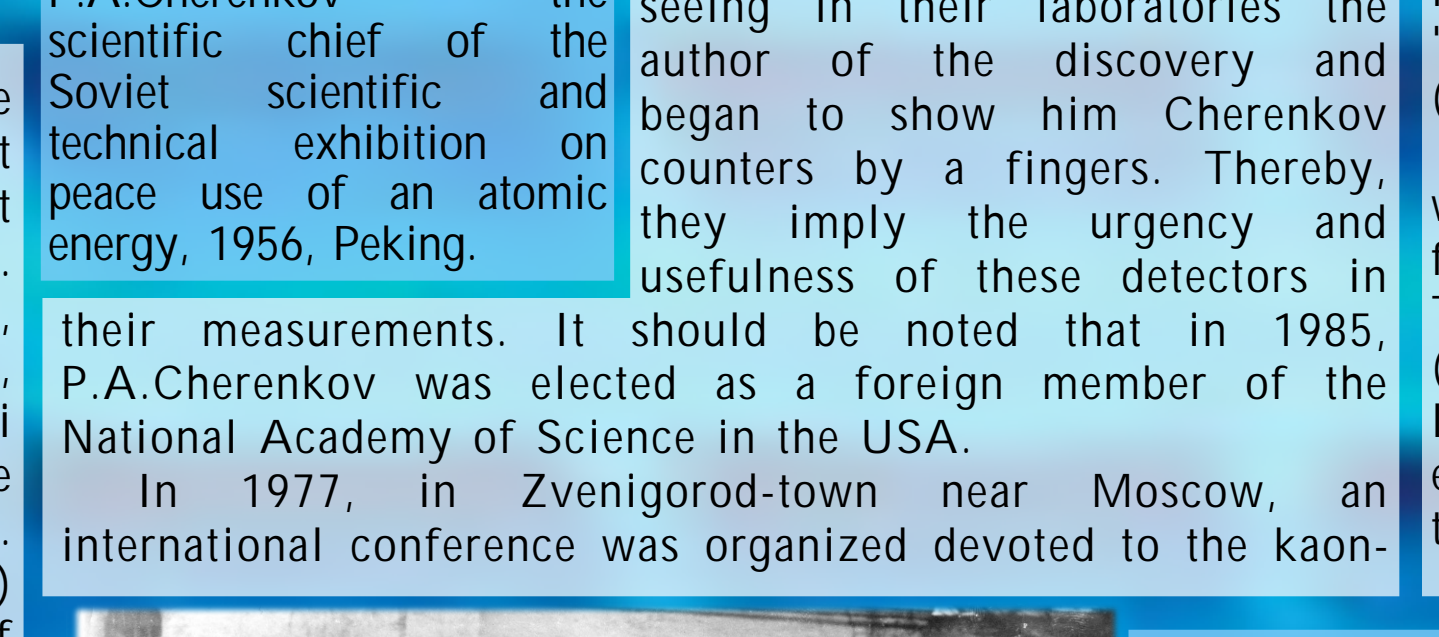 P.A.Cherenkov the
scientific chief of the
Soviet scientific and
technical exhibition on
peace use of an atomic
energy, 1956, Peking.
seeing in their laboratories the
author of the discovery and
began to show him Cherenkov
counters by a fingers. Thereby,
they imply the urgency and
usefulness of these detectors in
their measurements. It should be noted that in 1985,
P.A.Cherenkov was elected as a foreign member of the
National Academy of Science in the USA.
In 1977, in Zvenigorod-town near Moscow, an
international conference was organized devoted to the kaon-